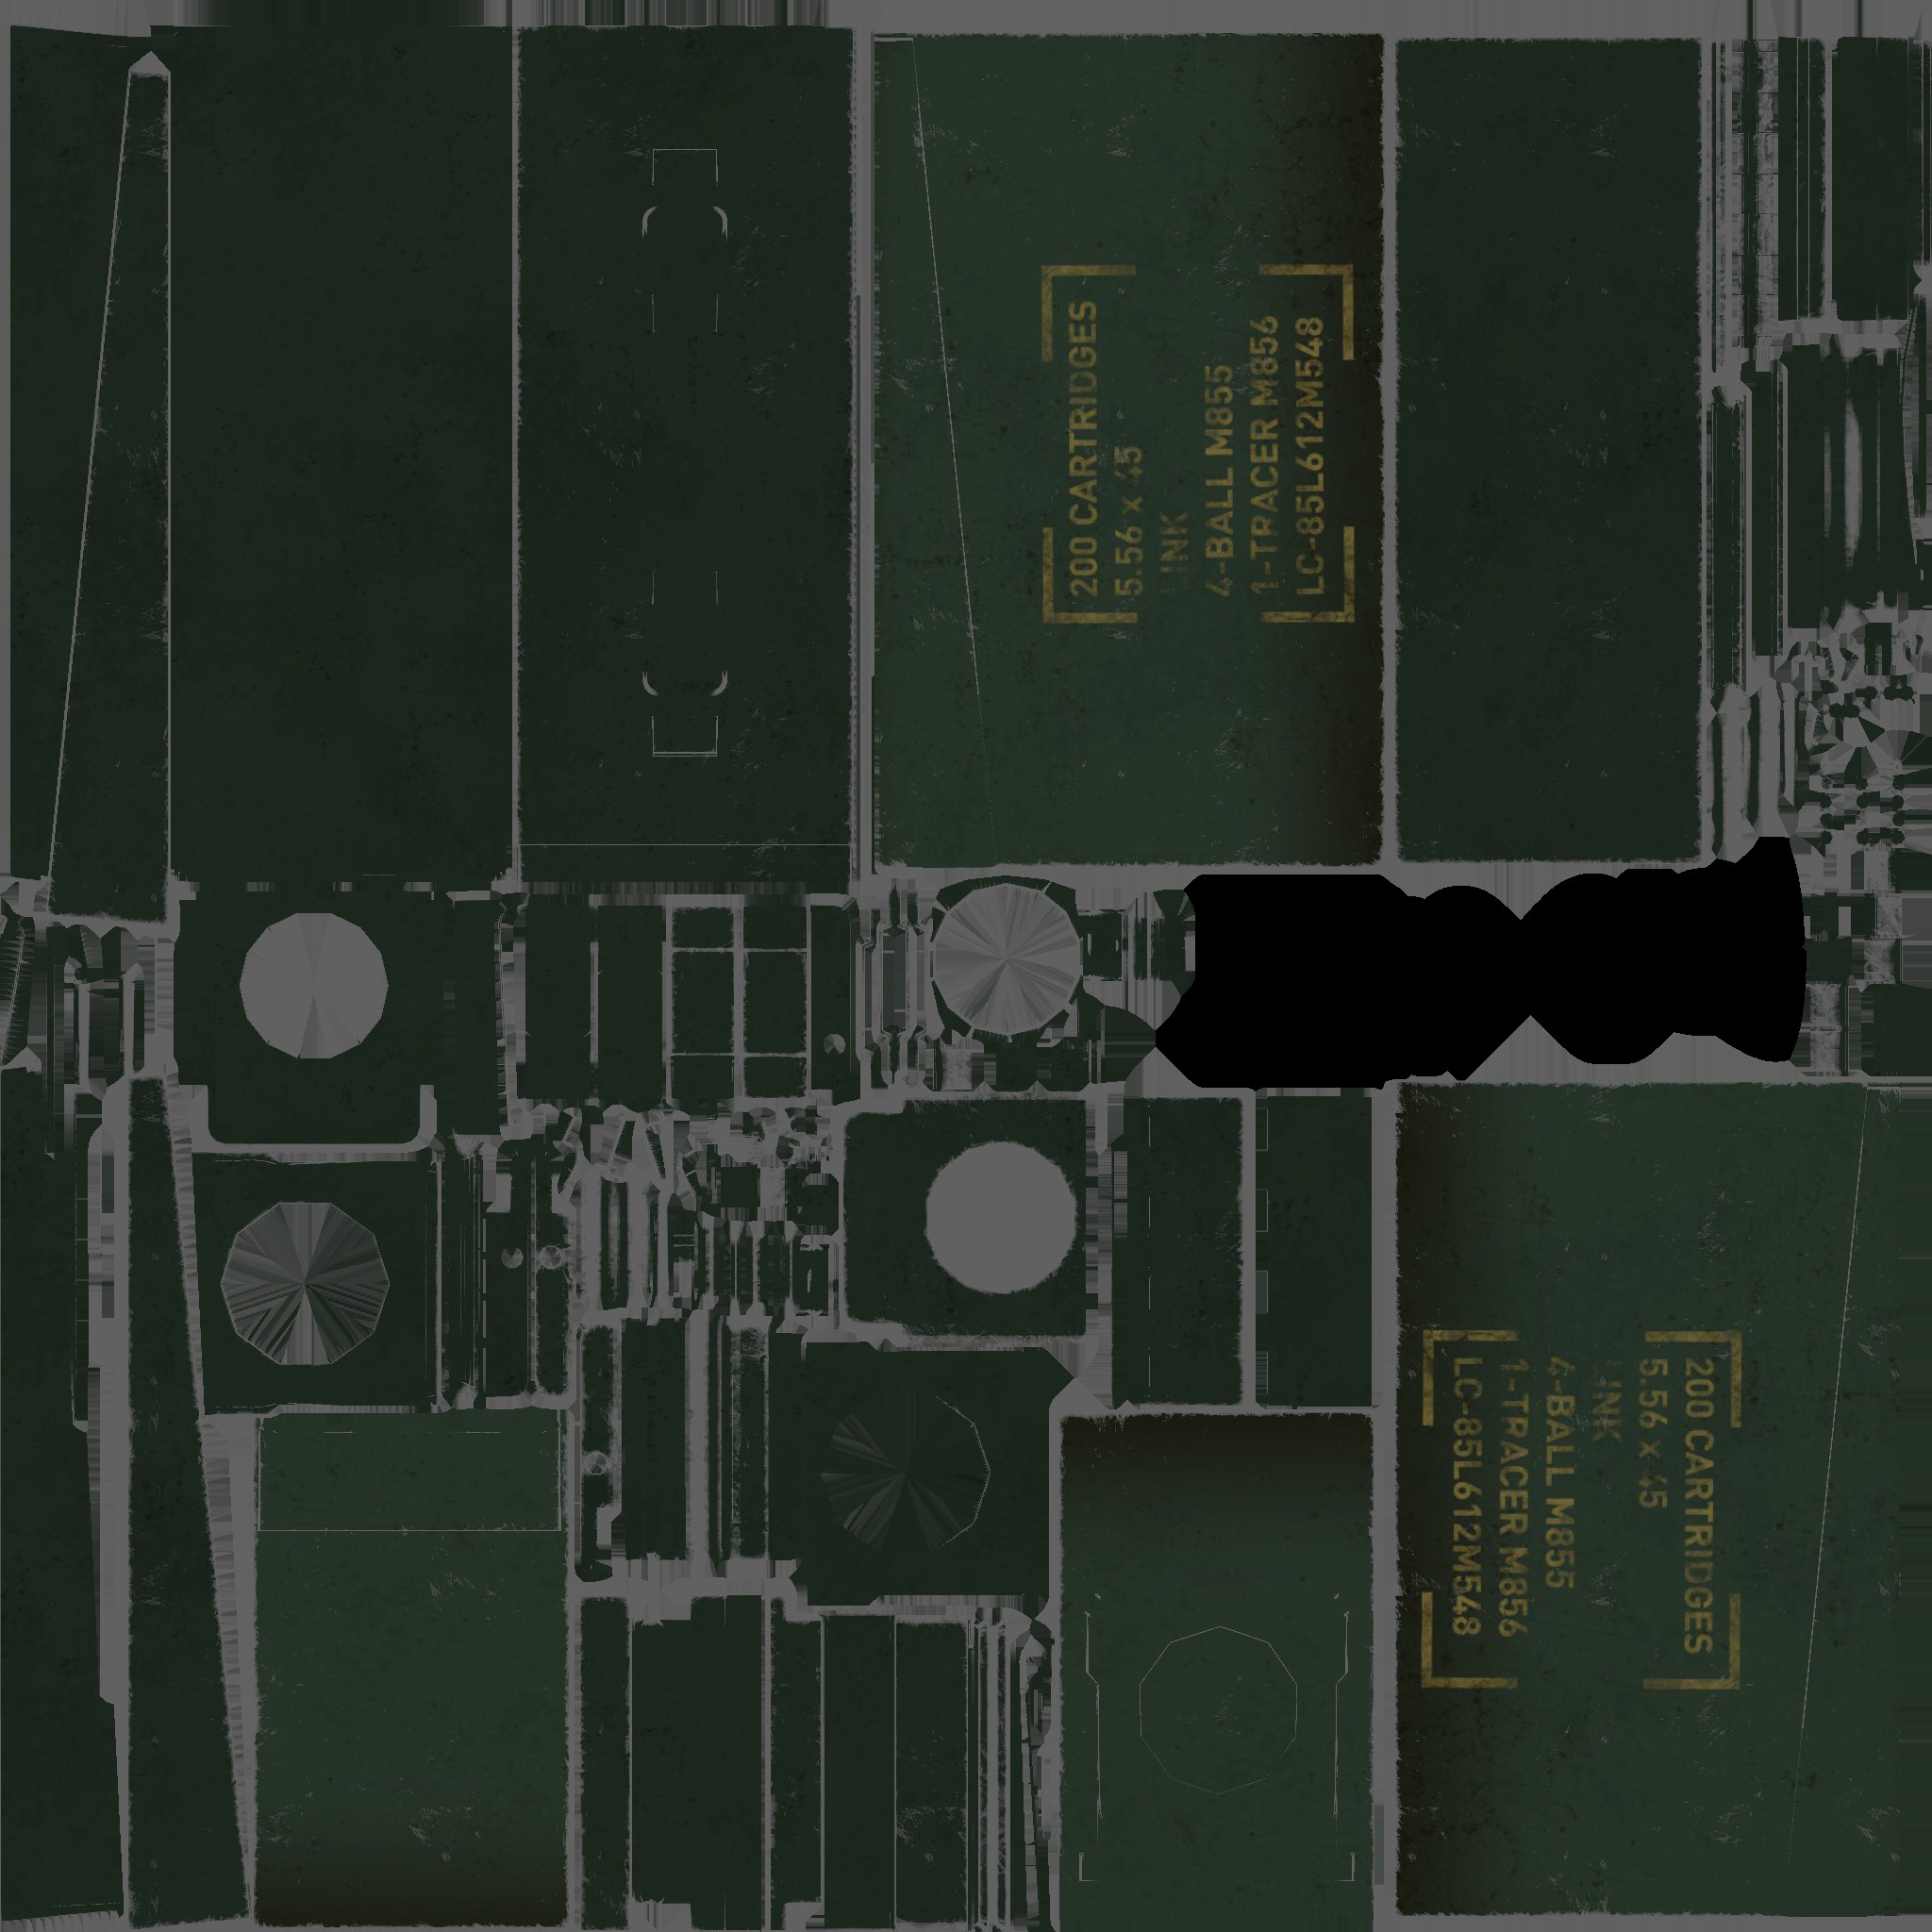 200 CARTRIDGES
5.56 x 45
LINK
4-BALL M855
1-TRACER M856
LC-85L612M548
200 CARTRIDGES
5.56 x 45
LINK
4-BALL M855
1-TRACER M856
LC-85L612M548